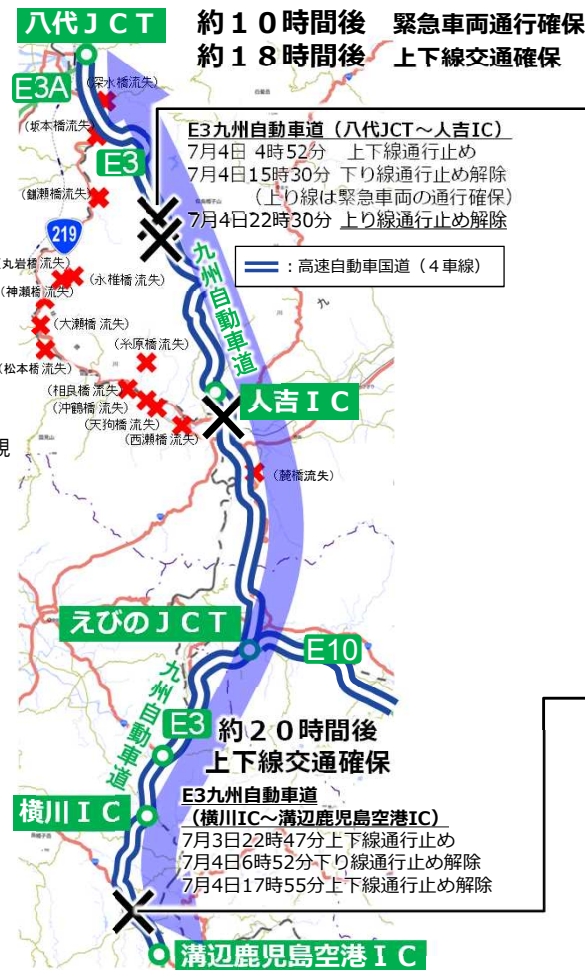 八代ＪＣＴ
約１０時間後 緊急車両通行確保
約１８時間後 上下線交通確保
E3A
(深水橋流失)
(坂本橋流失)
E3
(鎌瀬橋流失)
219
E3九州自動車道（八代JCT～人吉IC）
7月4日 4時52分 上下線通行止め
7月4日15時30分 下り線通行止め解除
（上り線は緊急車両の通行確保）
7月4日22時30分 上り線通行止め解除
：高速自動車国道（４車線）
九州自動車道
丸岩橋流失)
(永椎橋流失)
(神瀬橋流失)
(大瀬橋流失)
(糸原橋流失)
(松本橋流失)
(相良橋流失)
(沖鶴橋流失)
(天狗橋流失)
(西瀬橋流失)
人吉ＩＣ
現
(麓橋流失)
えびのＪＣＴ
E10
九州自動車道
E3
約２０時間後
上下線交通確保
横川ＩＣ
E3九州自動車道
（横川IC～溝辺鹿児島空港IC）
7月3日22時47分上下線通行止め
7月4日6時52分下り線通行止め解除
7月4日17時55分上下線通行止め解除
溝辺鹿児島空港ＩＣ